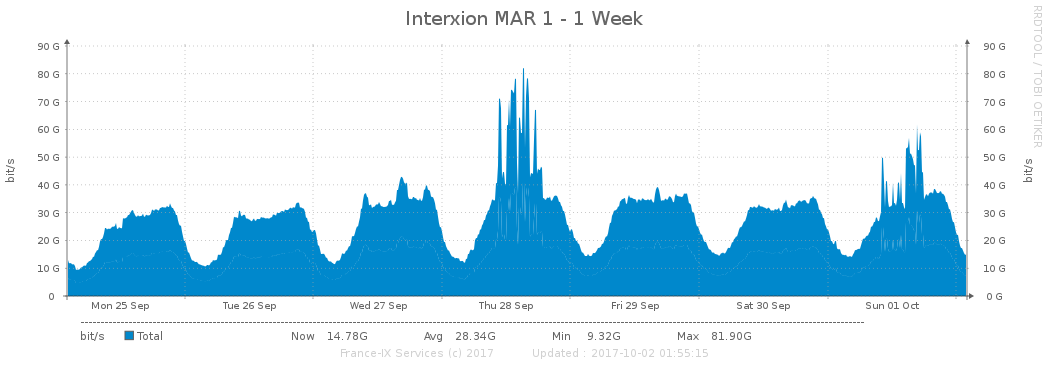 Interxion MAR 1 - 1 Week
RRDTOOL / TOBI OETIKER
90 G 90 G
80 G 80 G
70 G 70 G
60 G 60 G
50 G 50 G
40 G 40 G
30 G 30 G
20 G 20 G
10 G 10 G
0 0 G
bit/s
bit/s
Mon 25 Sep Tue 26 Sep Wed 27 Sep Thu 28 Sep Fri 29 Sep Sat 30 Sep Sun 01 Oct
bit/s Total Now 14.78G Avg 28.34G Min 9.32G Max 81.90G
France-IX Services (c) 2017 Updated : 2017-10-02 01:55:15